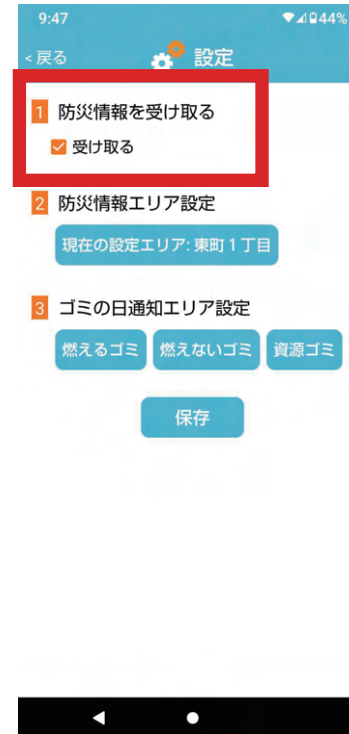 9:47 44%
<戻る 設定
1 防災情報を受け取る
受け取る
2 防災情報エリア設定
現在の設定エリア: 東町1丁目
3 ゴミの日通知エリア設定
燃えるゴミ 燃えないゴミ 資源ゴミ
保存